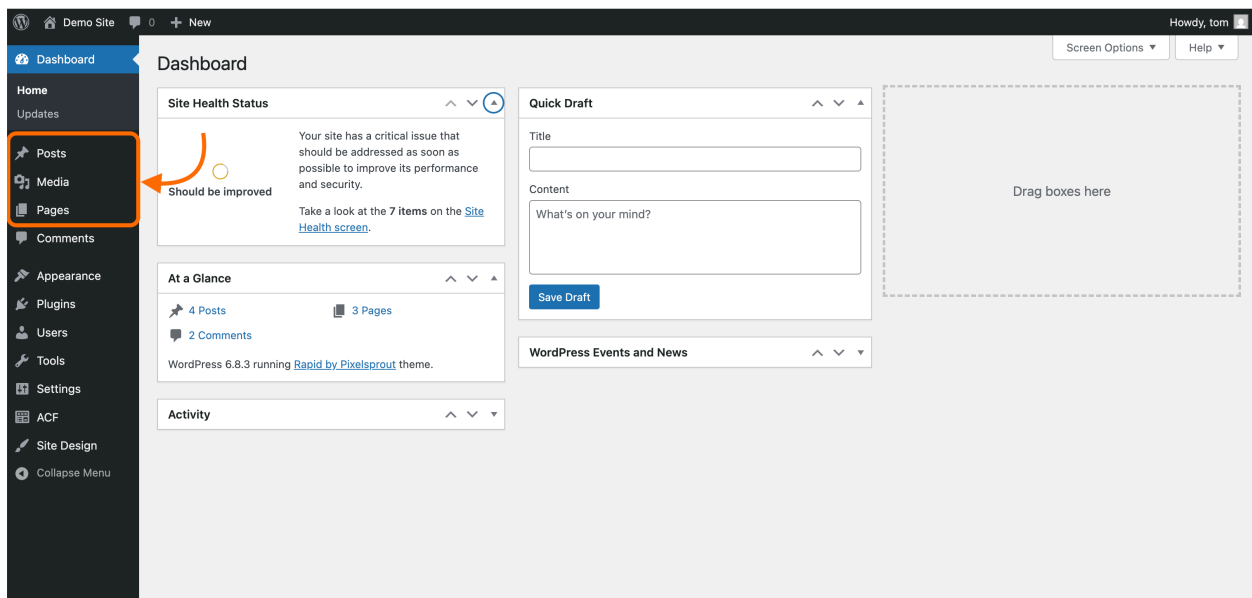 Demo Site 0 New Howdy, tom
Screen Options Help
Dashboard
Home
Updates
Posts
Media
Pages
Comments
Appearance
Plugins
Users
Tools
Settings
ACF
Site Design
Collapse Menu
Dashboard
Site Health Status
Should be improved
Your site has a critical issue that
should be addressed as soon as
possible to improve its performance
and security.
Take a look at the 7 items on the Site
Health screen.
At a Glance
4 Posts 3 Pages
2 Comments
WordPress 6.8.3 running Rapid by Pixelsprout theme.
Activity
Quick Draft
Title
Content
What's on your mind?
Save Draft
WordPress Events and News
Drag boxes here